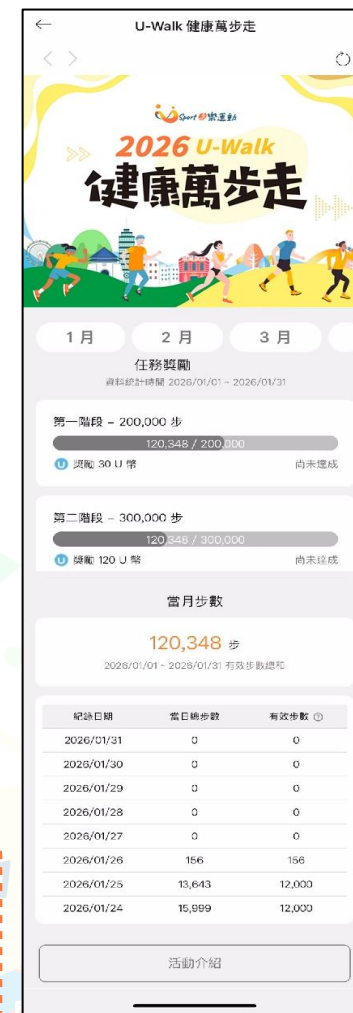 U-Walk 健康萬步走
Sport U樂運動
2026 U-Walk
健康萬步走
1 月 2 月 3 月
任務獎勵
資料統計時間 2026/01/01 ~ 2026/01/31
第一階段 – 200,000 步
120,348 / 200,000
U 獎勵 30 U 幣 尚未達成
第二階段 – 300,000 步
120,348 / 300,000
U 獎勵 120 U 幣 尚未達成
當月步數
120,348 步
2026/01/01 ~ 2026/01/31 有效步數總和
紀錄日期 當日總步數 有效步數
2026/01/31 0 0
2026/01/30 0 0
2026/01/29 0 0
2026/01/28 0 0
2026/01/27 0 0
2026/01/26 156 156
2026/01/25 13,643 12,000
2026/01/24 15,999 12,000
活動介紹